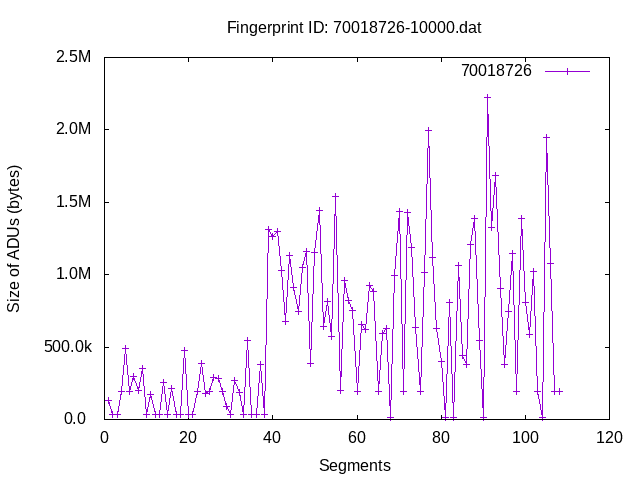 Fingerprint ID: 70018726-10000.dat
70018726
2.5M
2.0M
1.5M
1.0M
500.0k
0.0
Size of ADUs (bytes)
0 20 40 60 80 100 120
Segments